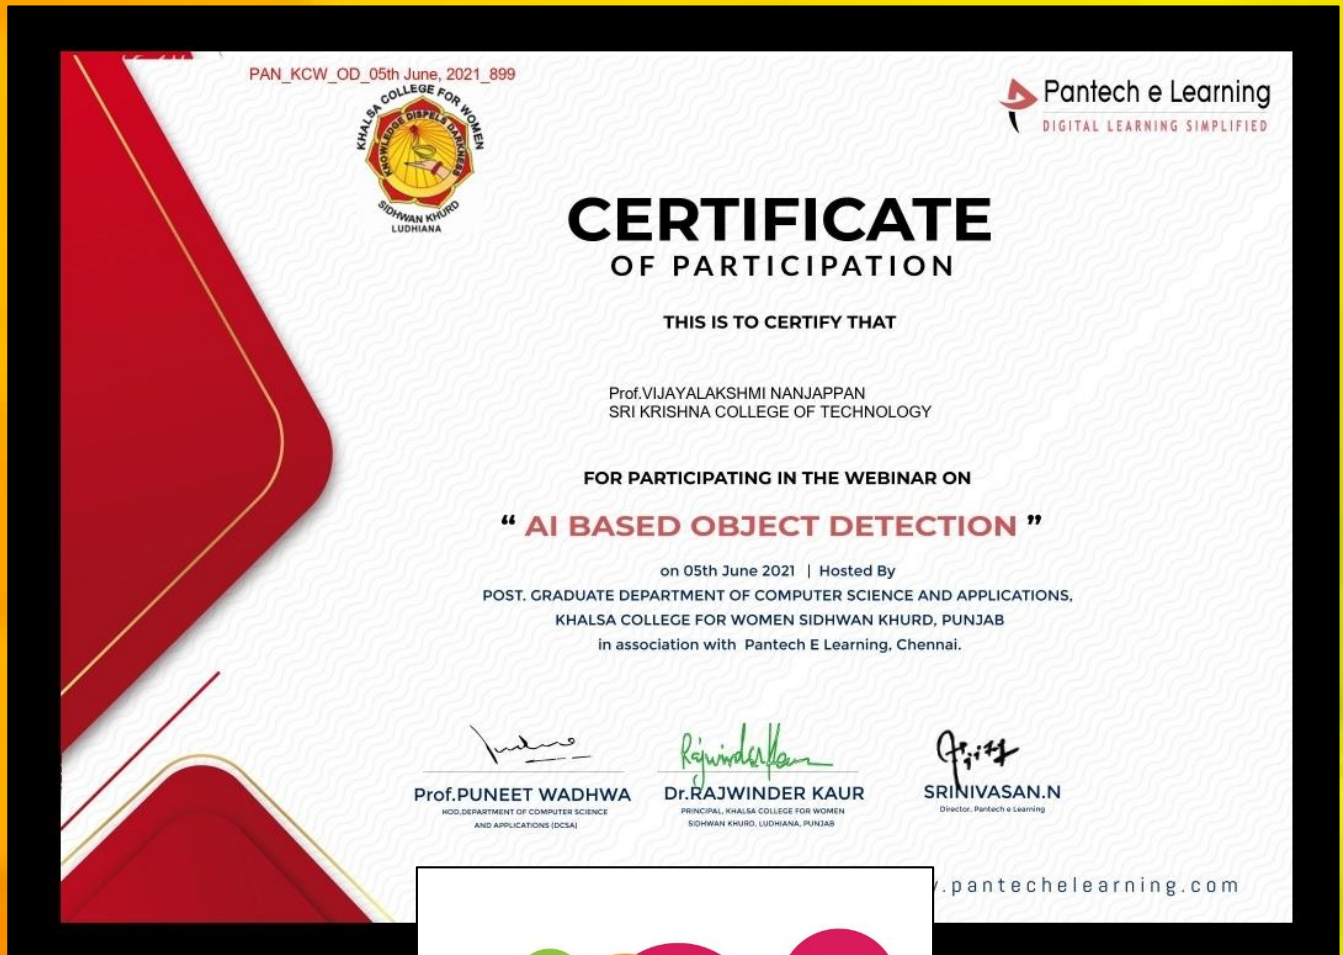 PAN_KCW_OD_05th June, 2021_899
KHALSA COLLEGE FOR WOMEN
KNOWLEDGE DISPELS DARKNESS
SIDHWAN KHURD
LUDHIANA
Pantech e Learning
DIGITAL LEARNING SIMPLIFIED
CERTIFICATE
OF PARTICIPATION
THIS IS TO CERTIFY THAT
Prof.VIJAYALAKSHMI NANJAPPAN
SRI KRISHNA COLLEGE OF TECHNOLOGY
FOR PARTICIPATING IN THE WEBINAR ON
“ AI BASED OBJECT DETECTION ”
on 05th June 2021 | Hosted By
POST. GRADUATE DEPARTMENT OF COMPUTER SCIENCE AND APPLICATIONS,
KHALSA COLLEGE FOR WOMEN SIDHWAN KHURD, PUNJAB
in association with Pantech E Learning, Chennai.
Rajwinder Kaur
Prof.PUNEET WADHWA
HOD,DEPARTMENT OF COMPUTER SCIENCE
AND APPLICATIONS (DCSA)
Dr.RAJWINDER KAUR
PRINCIPAL, KHALSA COLLEGE FOR WOMEN
SIDHWAN KHURD, LUDHIANA, PUNJAB
SRINIVASAN.N
Director, Pantech e Learning
.pantechelearning.com